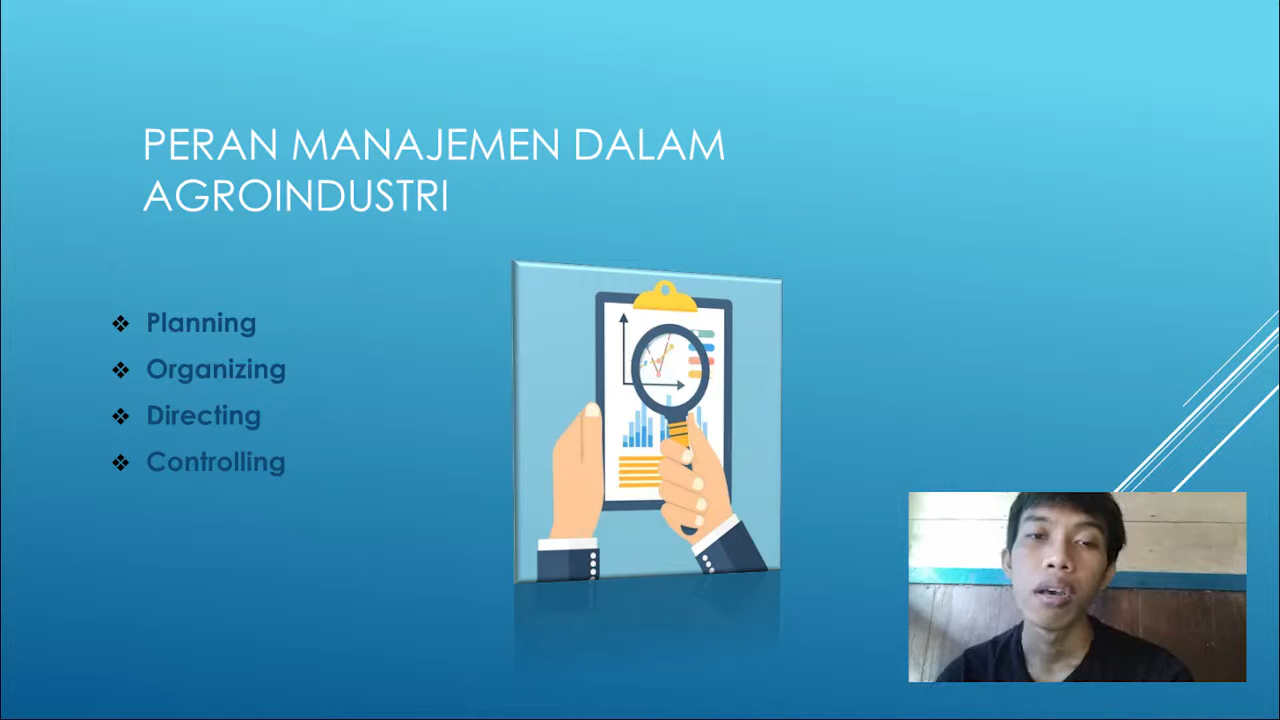 PERAN MANAJEMEN DALAM
AGROINDUSTRI
Planning
Organizing
Directing
Controlling